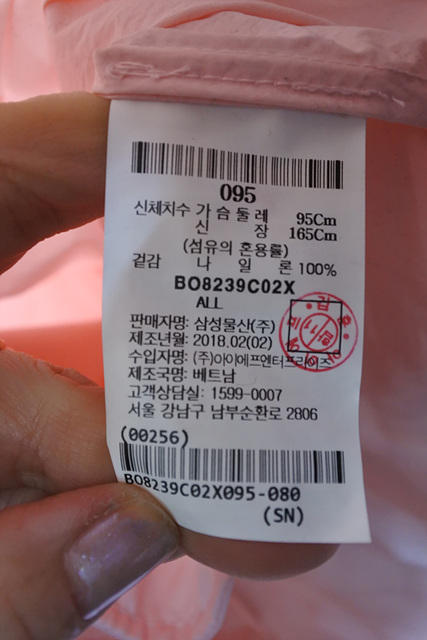 095
신체치수 가 슴 둘 레 95Cm
신 장 165Cm
(섬유의 혼용률)
겉감 나 일 론 100%
BO8239C02X
ALL
판매자명: 삼성물산(주)
제조년월: 2018.02(02)
수입자명: (주)아이에프엔터프라이즈
제조국명: 베트남
고객상담실: 1599-0007
서울 강남구 남부순환로 2806
(00256)
BO8239C02X095-080
(SN)